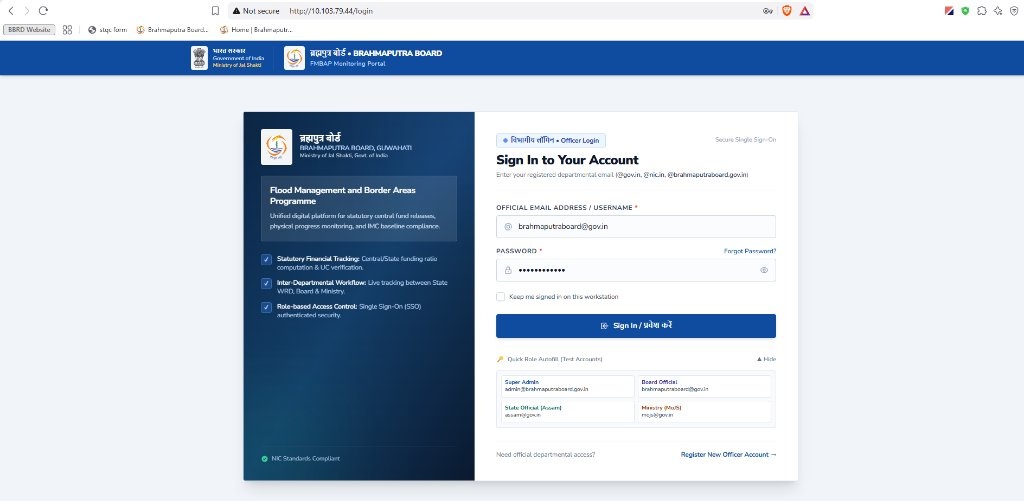 Not secure http://10.103.79.44/login
BBRD Website
stqc form
Brahmaputra Board...
Home | Brahmaputr...
भारत सरकार
Government of India
Ministry of Jal Shakti
ब्रह्मपुत्र बोर्ड • BRAHMAPUTRA BOARD
FMBAP Monitoring Portal
ब्रह्मपुत्र बोर्ड
BRAHMAPUTRA BOARD, GUWAHATI
Ministry of Jal Shakti, Govt. of India
Flood Management and Border Areas
Programme
Unified digital platform for statutory central fund releases,
physical progress monitoring, and IMC baseline compliance.
Statutory Financial Tracking: Central/State funding ratio
computation & UC verification.
Inter-Departmental Workflow: Live tracking between State
WRD, Board & Ministry.
Role-based Access Control: Single Sign-On (SSO)
authenticated security.
NIC Standards Compliant
विभागीय लॉगिन • Officer Login
Secure Single Sign-On
Sign In to Your Account
Enter your registered departmental email (@gov.in, @nic.in, @brahmaputraboard.gov.in)
OFFICIAL EMAIL ADDRESS / USERNAME *
@ brahmaputraboard@gov.in
PASSWORD *
Forgot Password?
••••••••••••
Keep me signed in on this workstation
Sign In / प्रवेश करें
Quick Role Autofill (Test Accounts)
▲ Hide
Super Admin
admin@brahmaputraboard.gov.in
Board Official
brahmaputraboard@gov.in
State Official (Assam)
assam@gov.in
Ministry (MoJS)
mojs@gov.in
Need official departmental access?
Register New Officer Account →